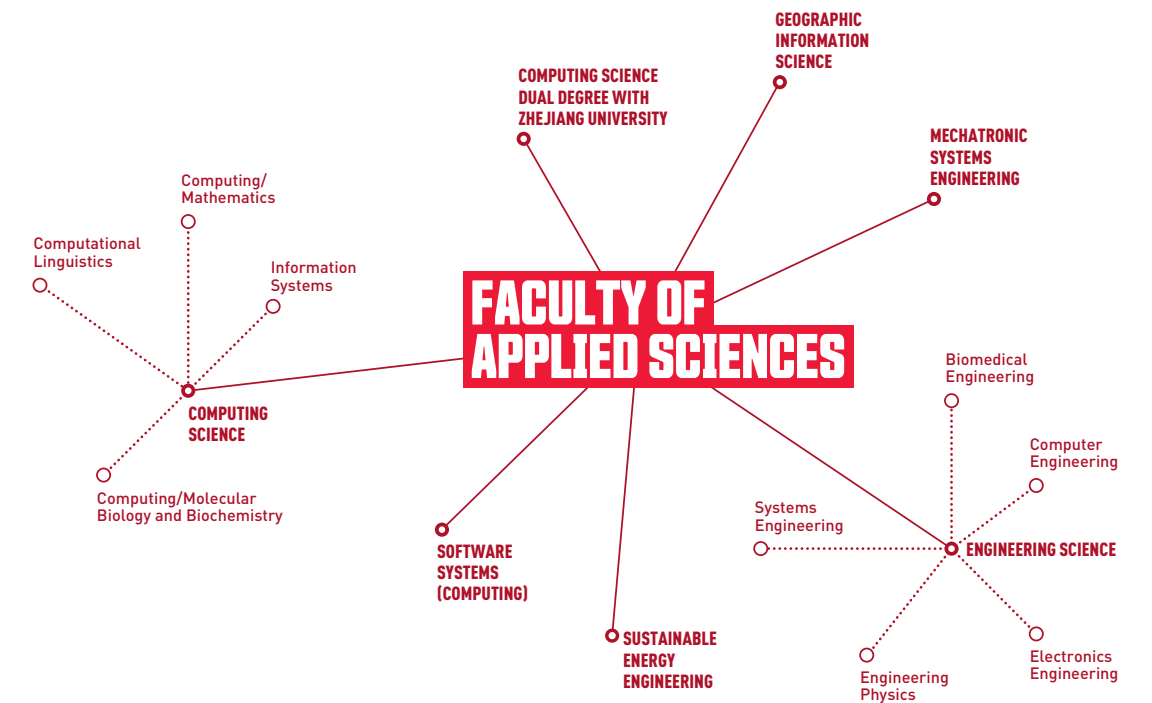 GEOGRAPHIC
INFORMATION
SCIENCE
COMPUTING SCIENCE
DUAL DEGREE WITH
ZHEJIANG UNIVERSITY
MECHATRONIC
SYSTEMS
ENGINEERING
Computing/
Mathematics
Computational
Linguistics
Information
Systems
FACULTY OF
APPLIED SCIENCES
COMPUTING
SCIENCE
Computing/Molecular
Biology and Biochemistry
Biomedical
Engineering
Computer
Engineering
Systems
Engineering
ENGINEERING SCIENCE
SOFTWARE
SYSTEMS
(COMPUTING)
SUSTAINABLE
ENERGY
ENGINEERING
Engineering
Physics
Electronics
Engineering